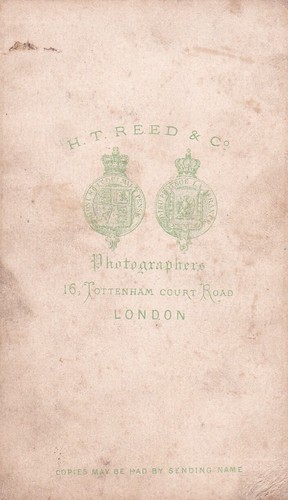 H. T. REED & Co.
Photographers
16, TOTTENHAM COURT ROAD
LONDON
COPIES MAY BE HAD BY SENDING NAME